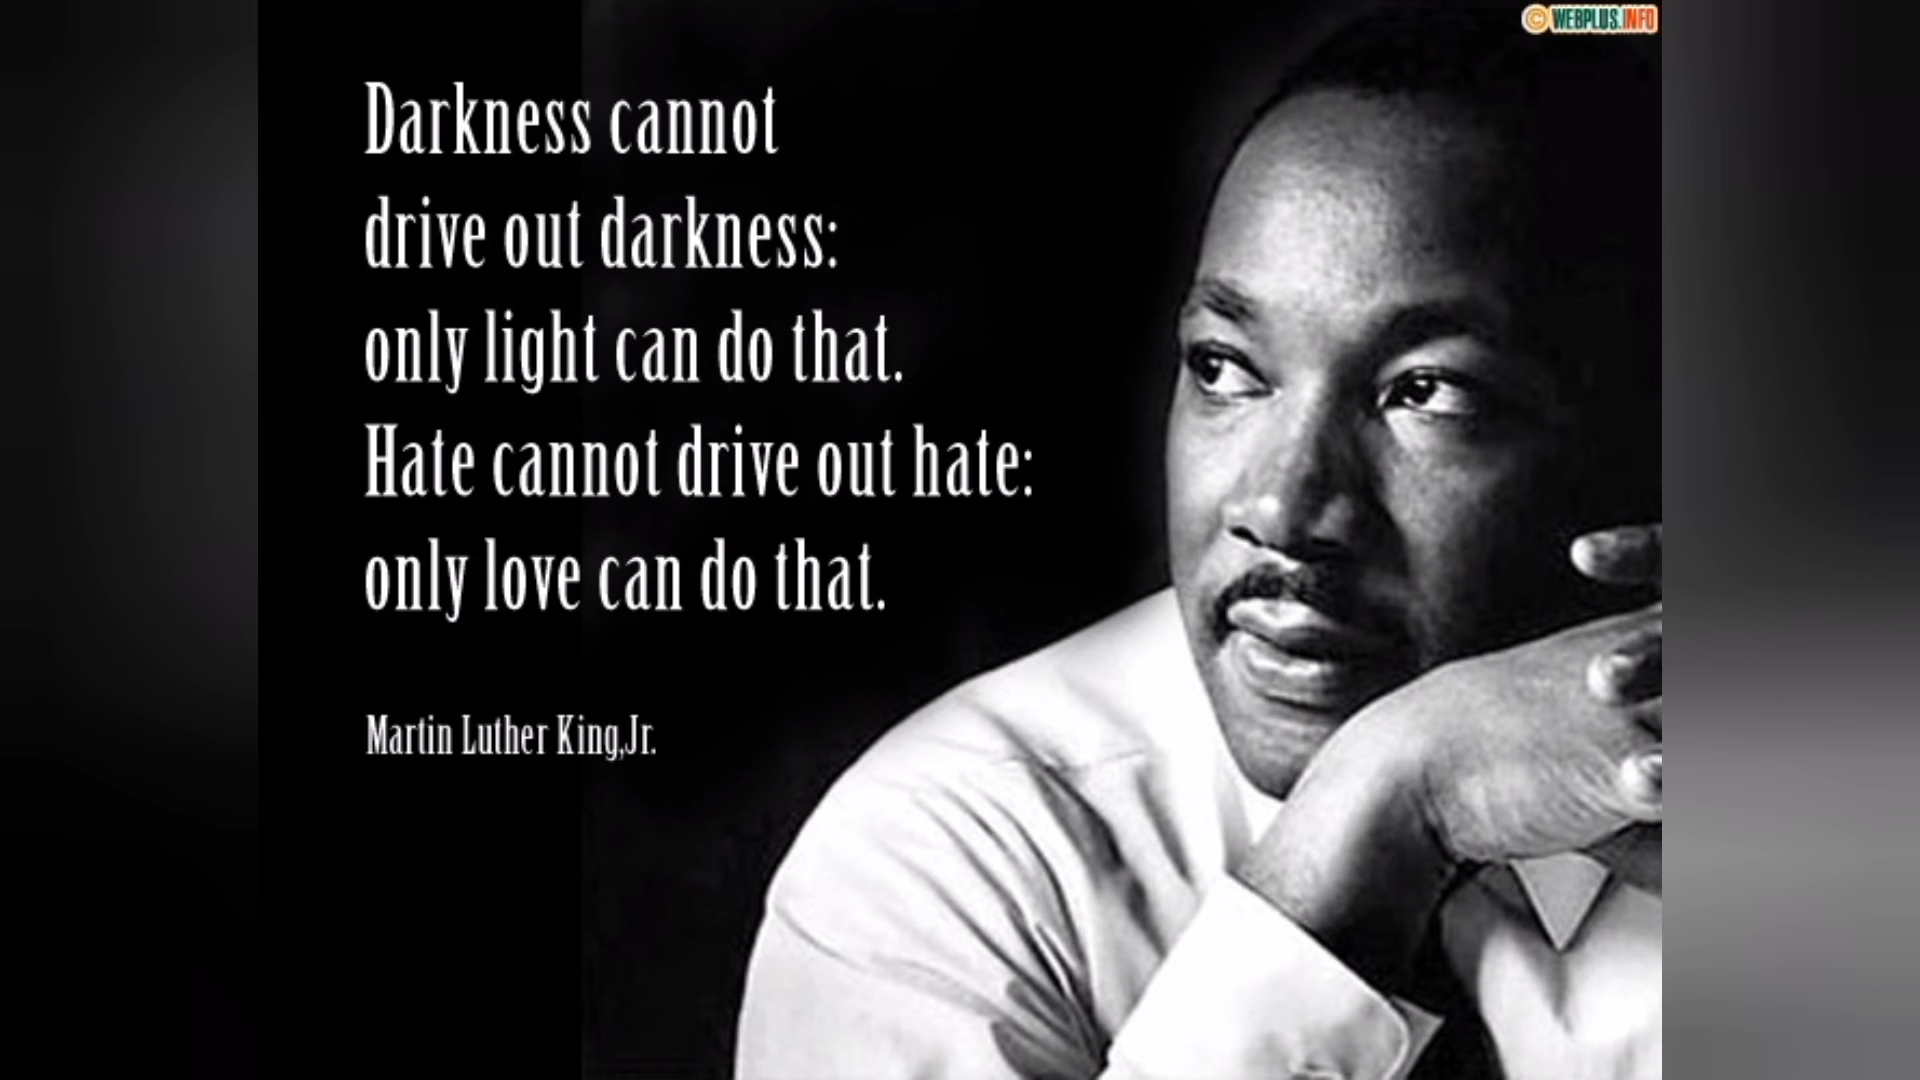 © WEBPLUS.INFO
Darkness cannot
drive out darkness:
only light can do that.
Hate cannot drive out hate:
only love can do that.
Martin Luther King,Jr.